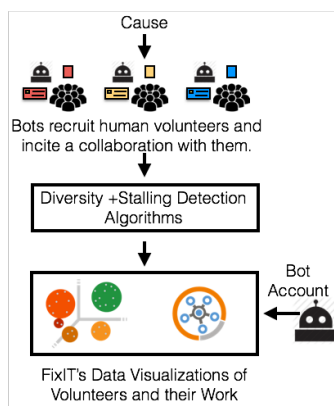 Cause
Bots recruit human volunteers and
incite a collaboration with them.
Diversity +Stalling Detection
Algorithms
Bot
Account
FixIT's Data Visualizations of
Volunteers and their Work